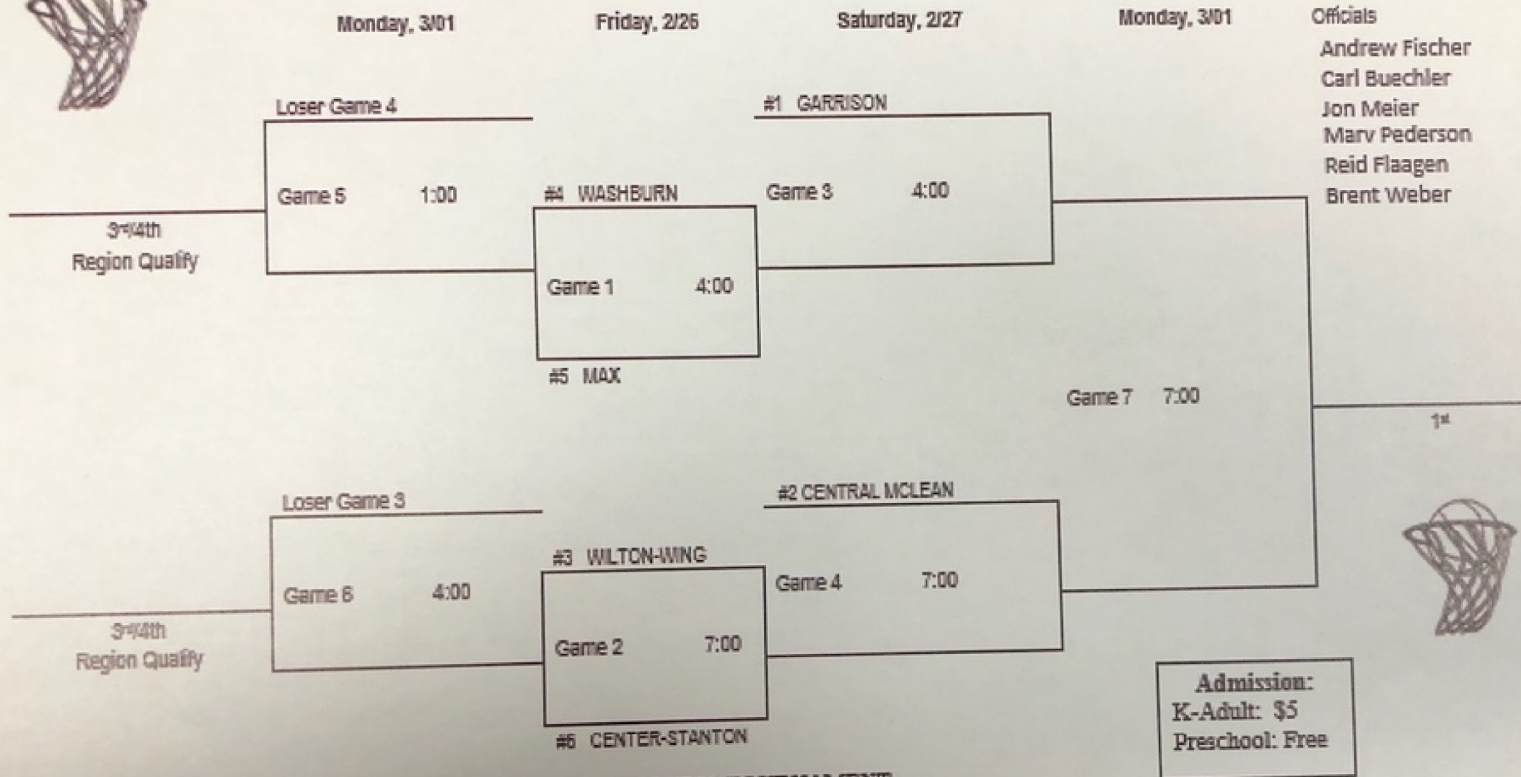 Monday, 3/01
Friday, 2/26
Saturday, 2/27
Monday, 3/01
Officials
Andrew Fischer
Carl Buechler
Jon Meier
Marv Pederson
Reid Flaagen
Brent Weber
Loser Game 4
#1 GARRISON
Game 5 1:00
#4 WASHBURN
Game 3 4:00
3rd/4th
Region Qualify
Game 1 4:00
#5 MAX
Game 7 7:00
1st
Loser Game 3
#2 CENTRAL MCLEAN
#3 WILTON-WING
Game 6 4:00
Game 4 7:00
3rd/4th
Region Qualify
Game 2 7:00
#6 CENTER-STANTON
Admission:
K-Adult: $5
Preschool: Free